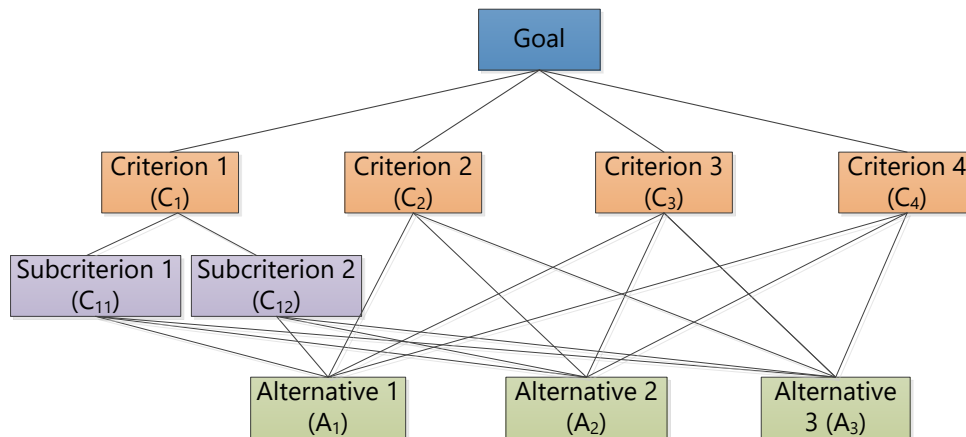 Goal
Criterion 1
(C₁)
Criterion 2
(C₂)
Criterion 3
(C₃)
Criterion 4
(C₄)
Subcriterion 1
(C₁₁)
Subcriterion 2
(C₁₂)
Alternative 1
(A₁)
Alternative 2
(A₂)
Alternative
3 (A₃)